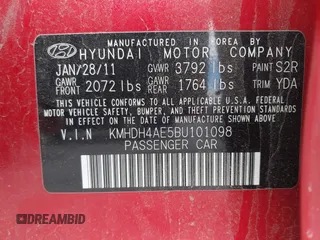 MANUFACTURED IN KOREA BY
HYUNDAI MOTOR COMPANY
JAN/28/11 GVWR 3792 lbs PAINT S2R
GAWR FRONT 2072 lbs GAWR REAR 1764 lbs TRIM YDA
THIS VEHICLE CONFORMS TO ALL APPLICABLE FEDERAL MOTOR
VEHICLE SAFETY, BUMPER, AND THEFT PREVENTION STANDARDS
IN EFFECT ON THE DATE OF MANUFACTURE SHOWN ABOVE.
V.I.N KMHDH4AE5BU101098
PASSENGER CAR
DREAMBID